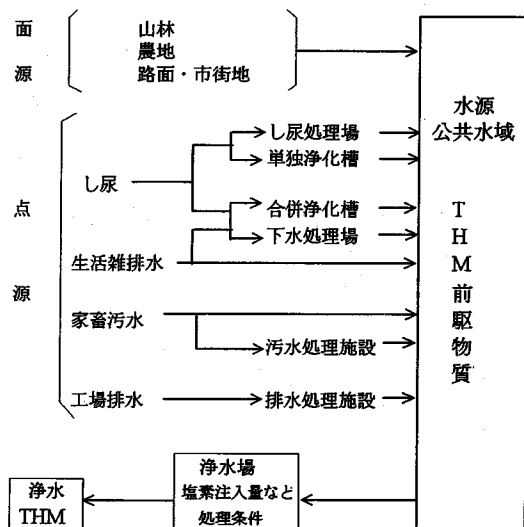 面源
山林
農地
路面・市街地
点源
し尿
し尿処理場
単独浄化槽
合併浄化槽
下水処理場
生活雑排水
家畜汚水
汚水処理施設
工場排水
排水処理施設
水源
公共水域
THM前駆物質
浄水場
塩素注入量など
処理条件
浄水
THM